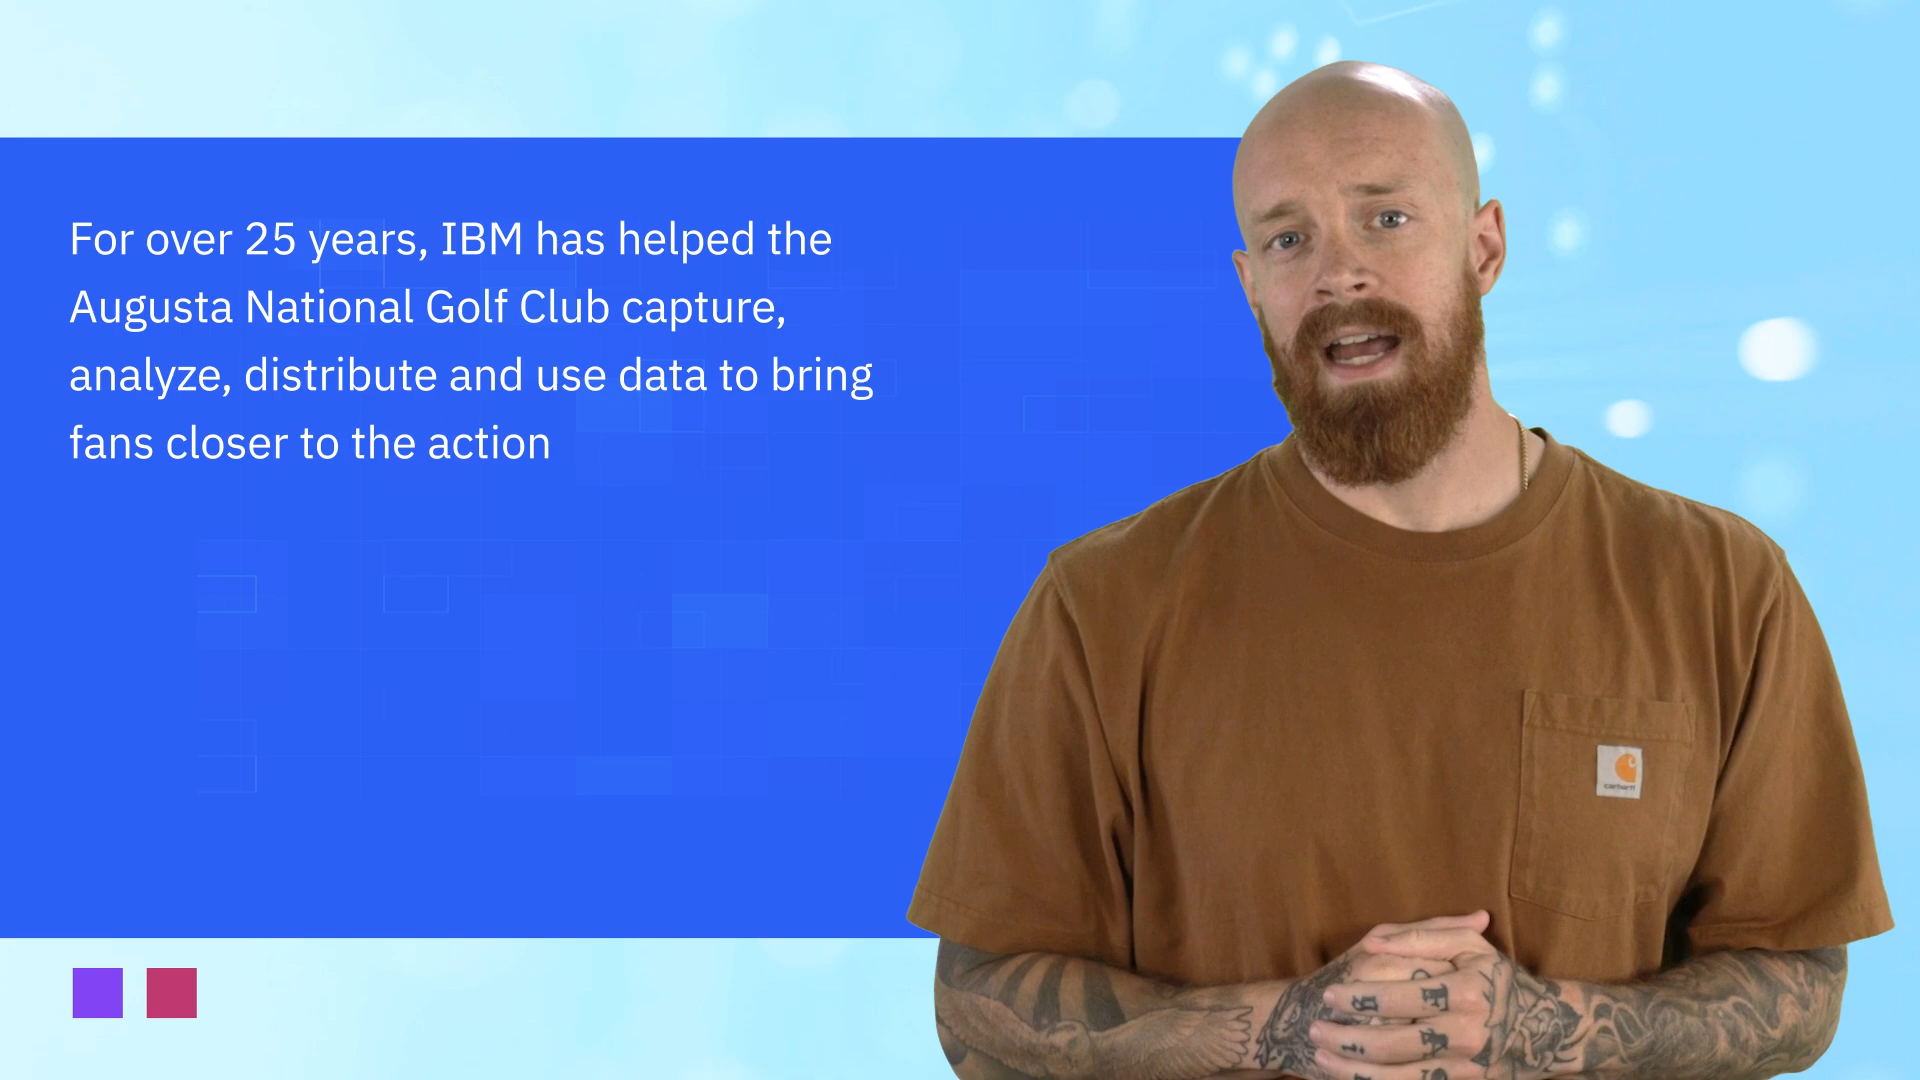 For over 25 years, IBM has helped the
Augusta National Golf Club capture,
analyze, distribute and use data to bring
fans closer to the action
carhartt